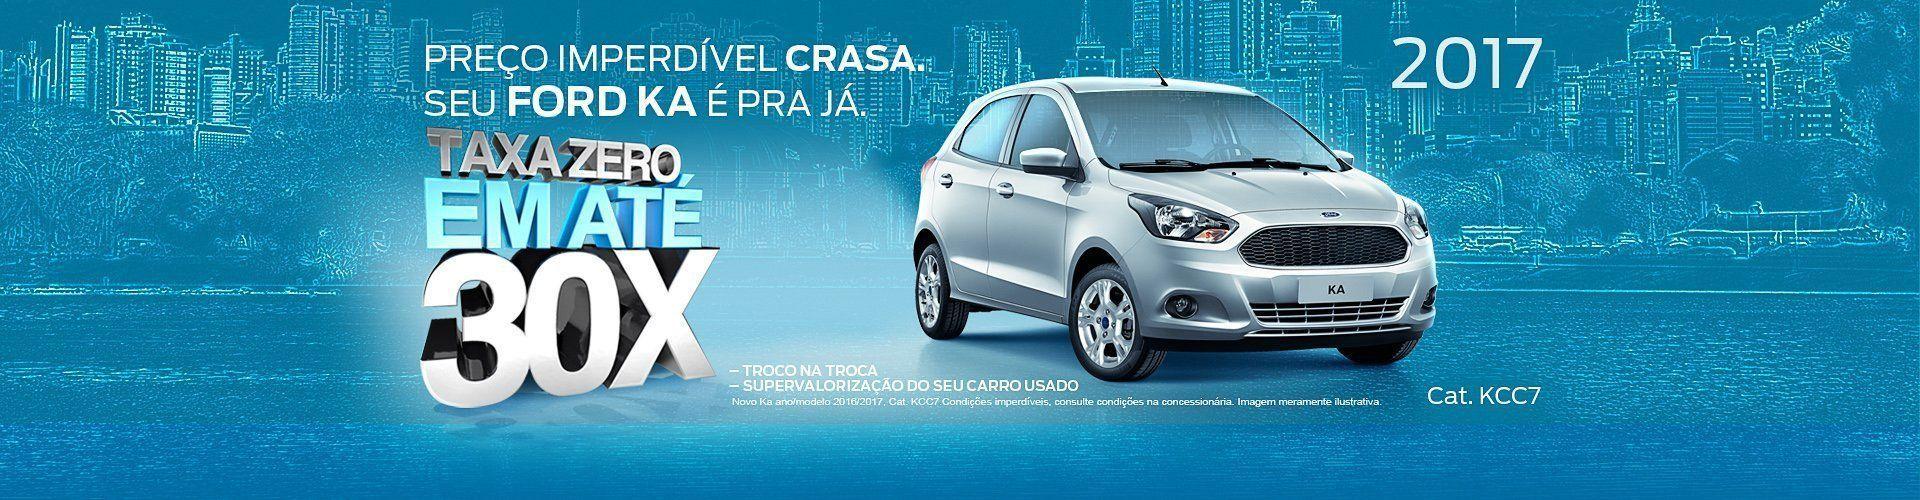 PREÇO IMPERDÍVEL CRASA.
SEU FORD KA É PRA JÁ.
TAXA ZERO
EM ATÉ
30X
2017
Ford
KA
– TROCO NA TROCA
– SUPERVALORIZAÇÃO DO SEU CARRO USADO
Novo Ka ano/modelo 2016/2017, Cat. KCC7 Condições imperdíveis, consulte condições na concessionária. Imagem meramente ilustrativa.
Cat. KCC7